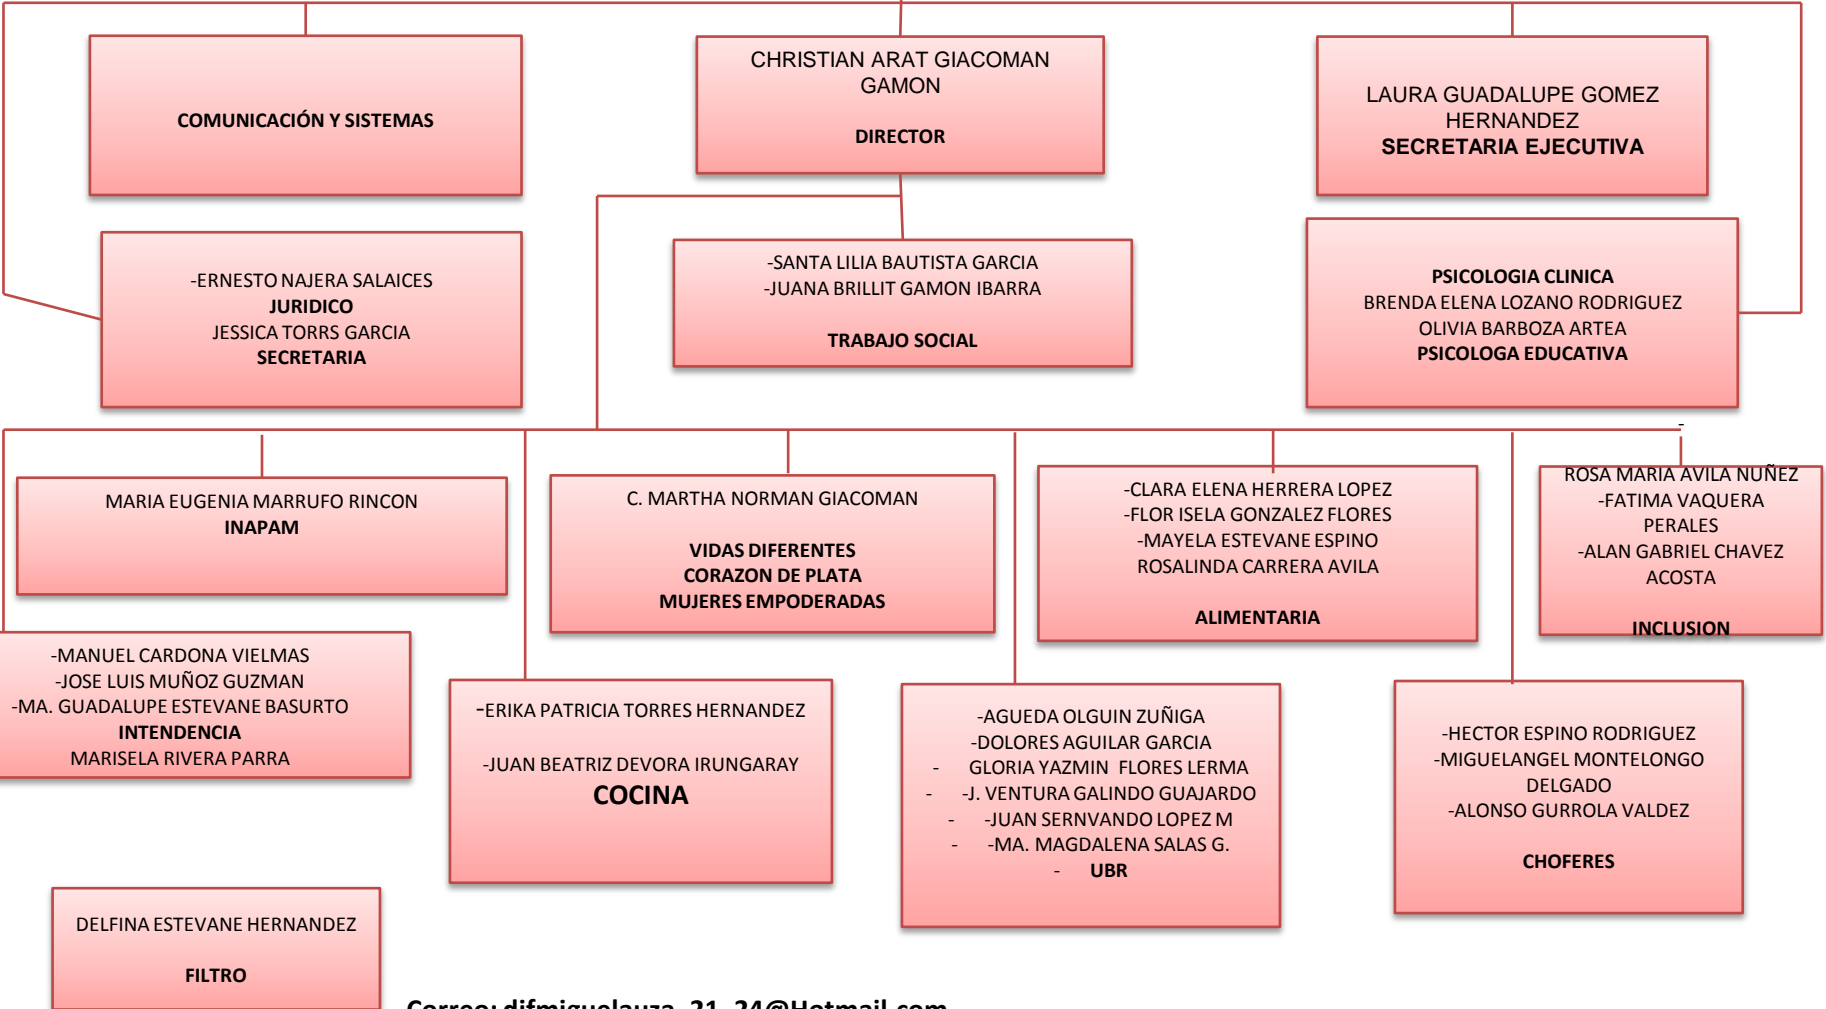 COMUNICACIÓN Y SISTEMAS
CHRISTIAN ARAT GIACOMAN
GAMON
DIRECTOR
LAURA GUADALUPE GOMEZ
HERNANDEZ
SECRETARIA EJECUTIVA
-ERNESTO NAJERA SALAICES
JURIDICO
JESSICA TORRS GARCIA
SECRETARIA
-SANTA LILIA BAUTISTA GARCIA
-JUANA BRILLIT GAMON IBARRA
TRABAJO SOCIAL
PSICOLOGIA CLINICA
BRENDA ELENA LOZANO RODRIGUEZ
OLIVIA BARBOZA ARTEA
PSICOLOGA EDUCATIVA
MARIA EUGENIA MARRUFO RINCON
INAPAM
C. MARTHA NORMAN GIACOMAN
VIDAS DIFERENTES
CORAZON DE PLATA
MUJERES EMPODERADAS
-CLARA ELENA HERRERA LOPEZ
-FLOR ISELA GONZALEZ FLORES
-MAYELA ESTEVANE ESPINO
ROSALINDA CARRERA AVILA
ALIMENTARIA
-
ROSA MARIA AVILA NUÑEZ
-FATIMA VAQUERA
PERALES
-ALAN GABRIEL CHAVEZ
ACOSTA
INCLUSION
-MANUEL CARDONA VIELMAS
-JOSE LUIS MUÑOZ GUZMAN
-MA. GUADALUPE ESTEVANE BASURTO
INTENDENCIA
MARISELA RIVERA PARRA
-ERIKA PATRICIA TORRES HERNANDEZ
-JUAN BEATRIZ DEVORA IRUNGARAY
COCINA
-AGUEDA OLGUIN ZUÑIGA
-DOLORES AGUILAR GARCIA
- GLORIA YAZMIN FLORES LERMA
- -J. VENTURA GALINDO GUAJARDO
- -JUAN SERNVANDO LOPEZ M
- -MA. MAGDALENA SALAS G.
- UBR
-HECTOR ESPINO RODRIGUEZ
-MIGUELANGEL MONTELONGO
DELGADO
-ALONSO GURROLA VALDEZ
CHOFERES
DELFINA ESTEVANE HERNANDEZ
FILTRO
Correo: difmiguelauza_21_24@Hotmail.com